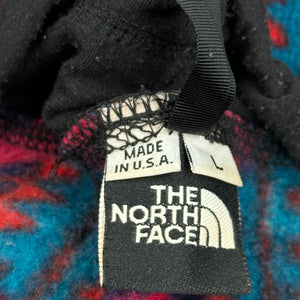 MADE
IN U.S.A.
L
THE
NORTH
FACE